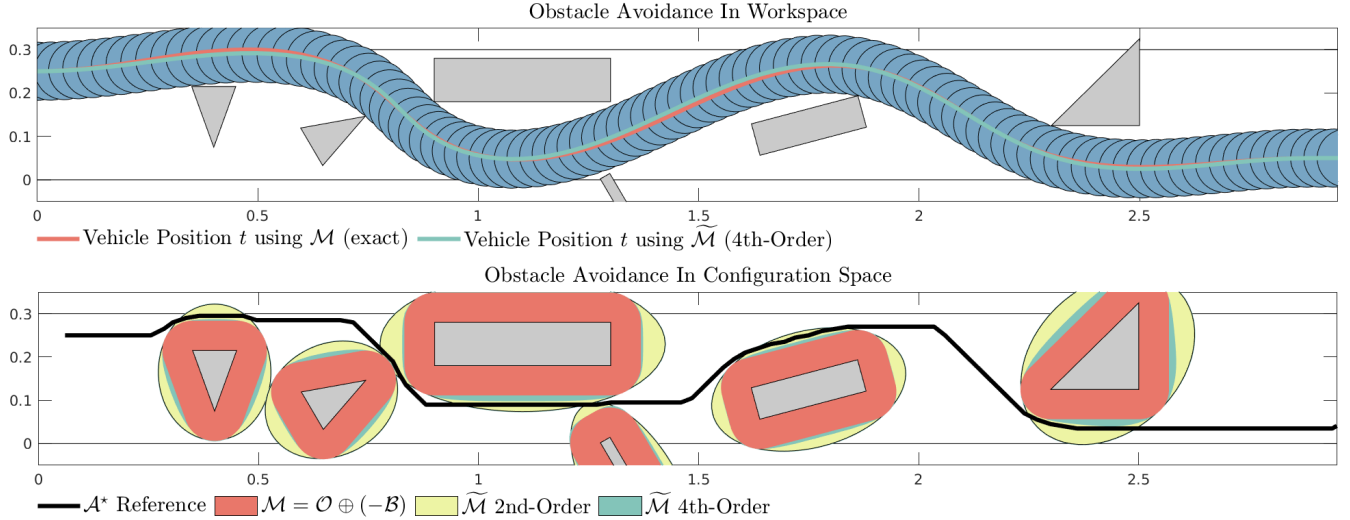 Obstacle Avoidance In Workspace
0.3
0.2
0.1
0
0 0.5 1 1.5 2 2.5
Vehicle Position t using ℳ (exact) Vehicle Position t using ℳ̃ (4th-Order)
Obstacle Avoidance In Configuration Space
0.3
0.2
0.1
0
0 0.5 1 1.5 2 2.5
𝒜⋆ Reference ℳ = 𝒪 ⊕ (−ℬ) ℳ̃ 2nd-Order ℳ̃ 4th-Order